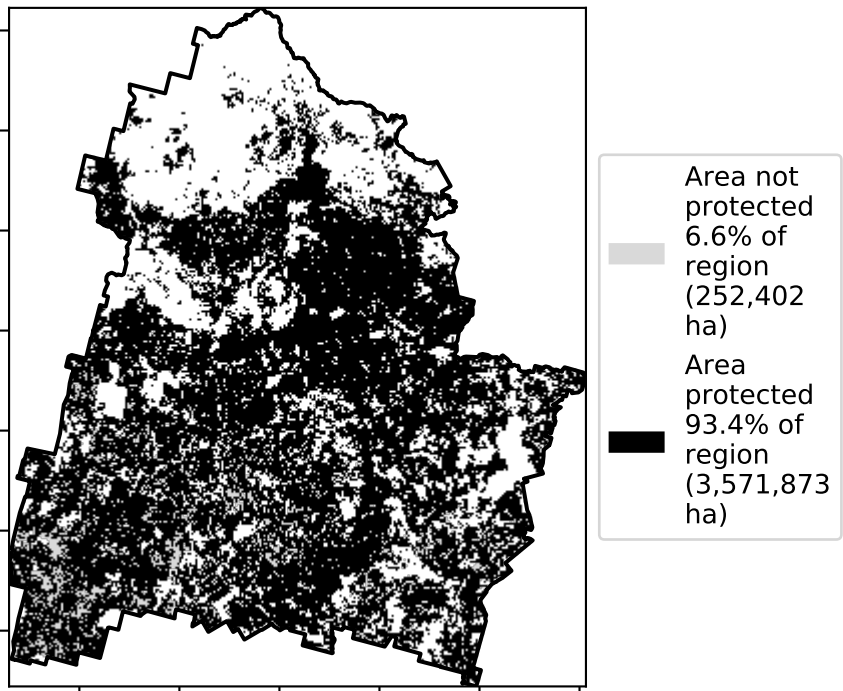 Area not
protected
6.6% of
region
(252,402
ha)
Area
protected
93.4% of
region
(3,571,873
ha)